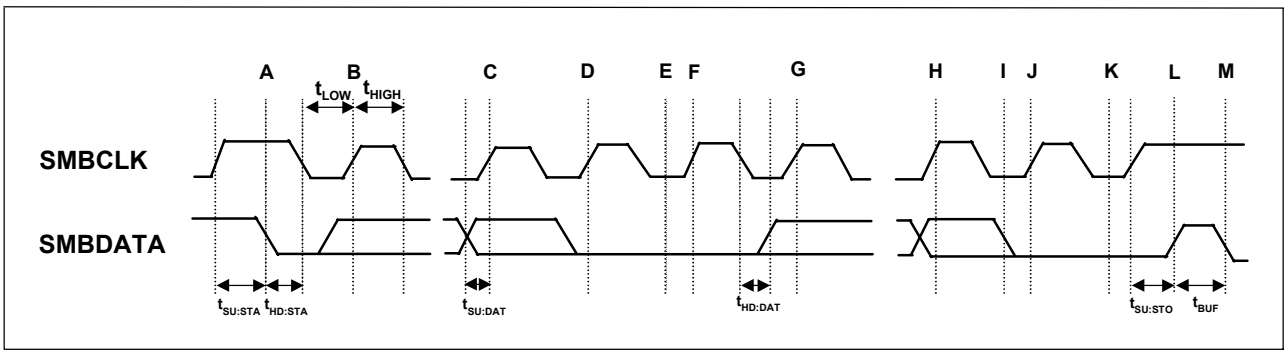 A B C D E F G H I J K L M
tLOW tHIGH
SMBCLK
SMBDATA
tSU:STA tHD:STA tSU:DAT tHD:DAT tSU:STO tBUF